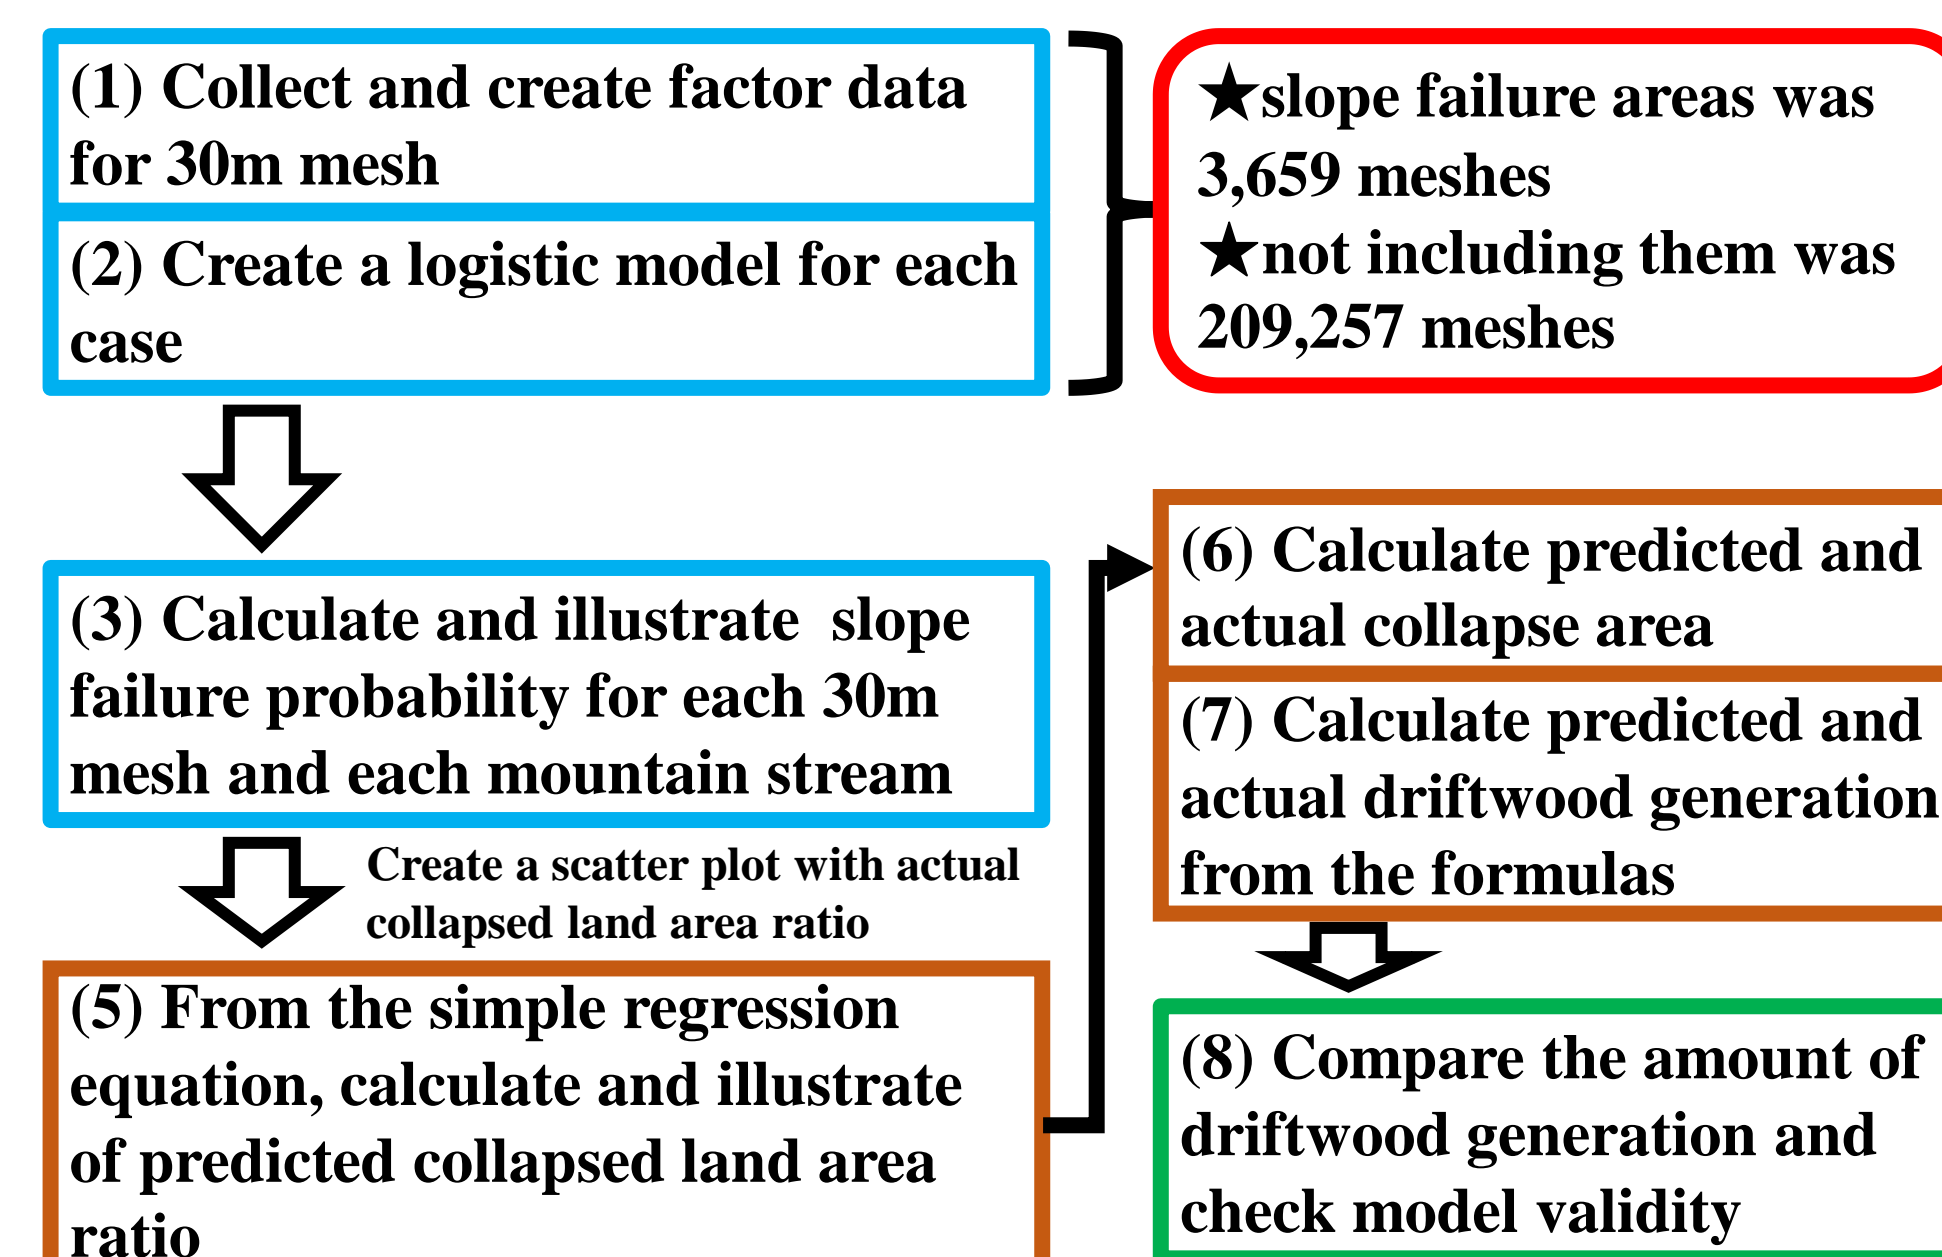 (1) Collect and create factor data
for 30m mesh
(2) Create a logistic model for each
case
★slope failure areas was
3,659 meshes
★not including them was
209,257 meshes
(3) Calculate and illustrate  slope
failure probability for each 30m
mesh and each mountain stream
Create a scatter plot with actual
collapsed land area ratio
(5) From the simple regression
equation, calculate and illustrate
of predicted collapsed land area
ratio
(6) Calculate predicted and
actual collapse area
(7) Calculate predicted and
actual driftwood generation
from the formulas
(8) Compare the amount of
driftwood generation and
check model validity